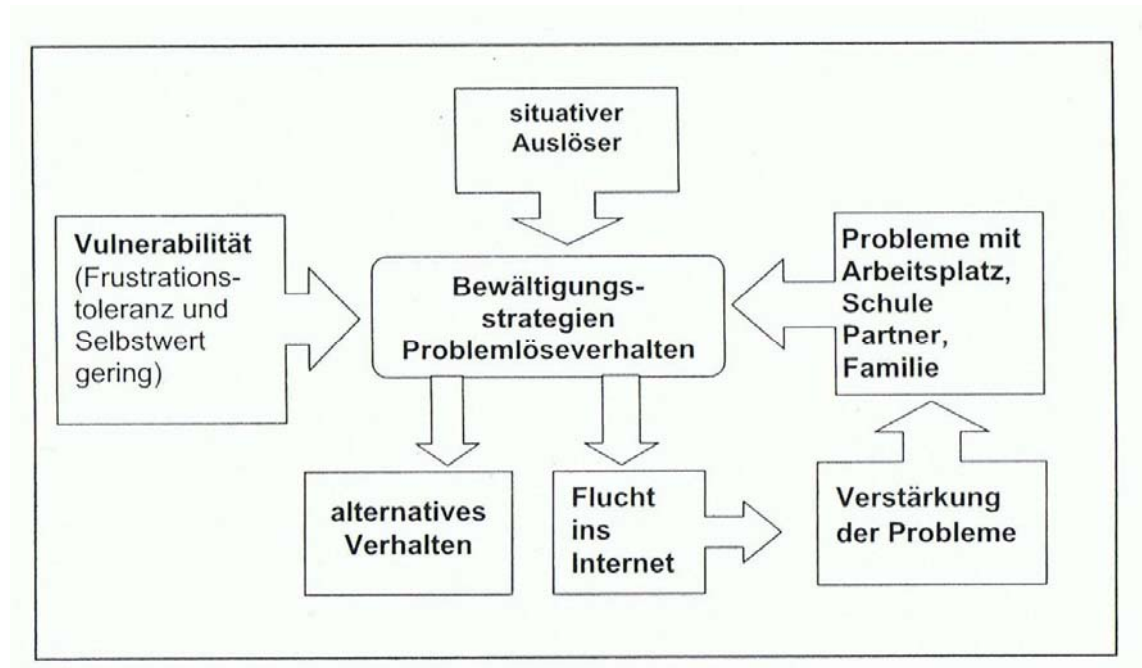 situativer
Auslöser
Vulnerabilität
(Frustrations-
toleranz und
Selbstwert
gering)
Bewältigungs-
strategien
Problemlöseverhalten
Probleme mit
Arbeitsplatz,
Schule
Partner,
Familie
alternatives
Verhalten
Flucht
ins
Internet
Verstärkung
der Probleme